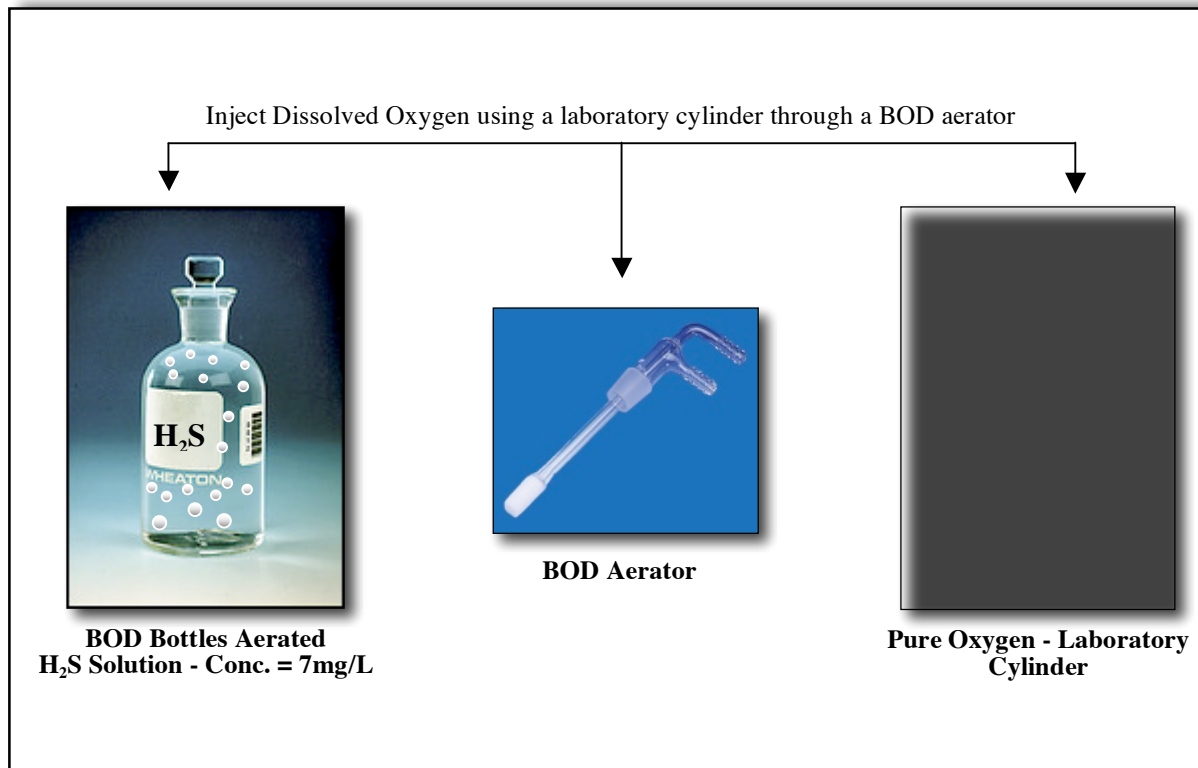 Inject Dissolved Oxygen using a laboratory cylinder through a BOD aerator
H₂S
WHEATON
BOD Aerator
BOD Bottles Aerated
H₂S Solution - Conc. = 7mg/L
Pure Oxygen - Laboratory
Cylinder